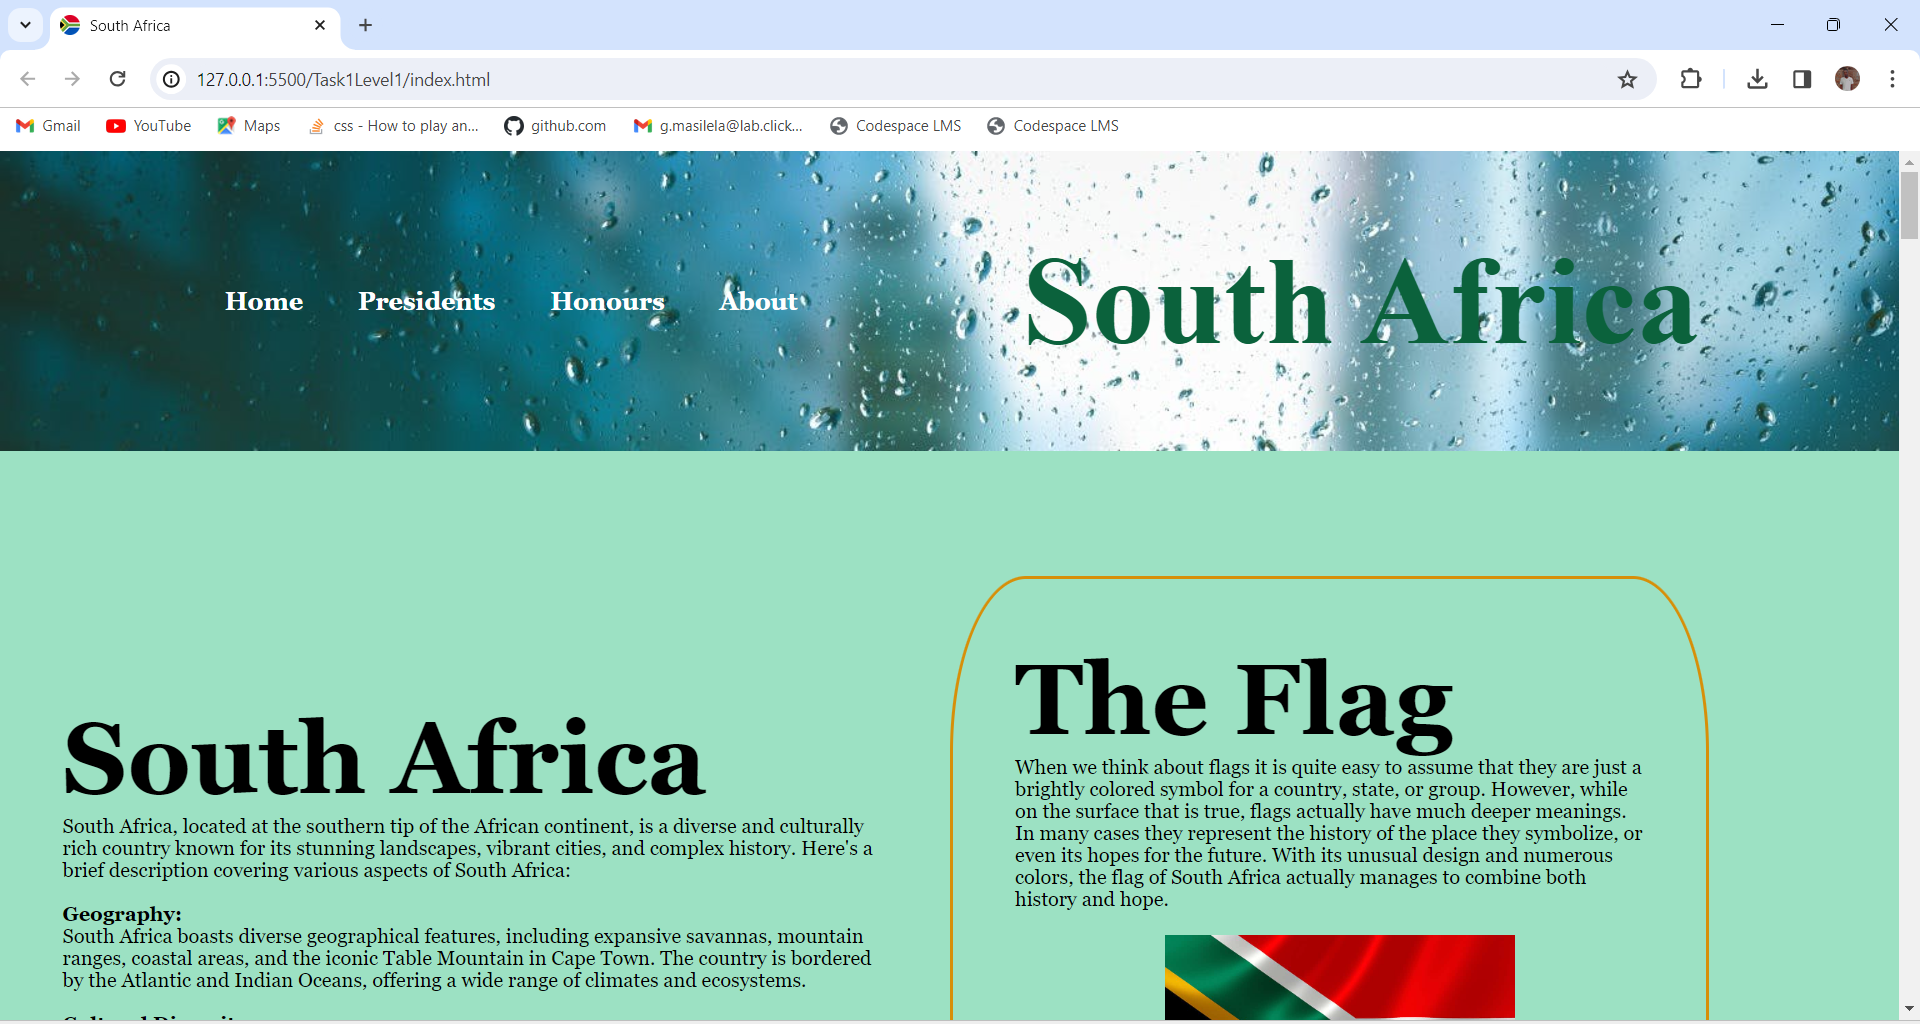 South Africa
127.0.0.1:5500/Task1Level1/index.html
Gmail YouTube Maps css - How to play an... github.com g.masilela@lab.click... Codespace LMS Codespace LMS
Home Presidents Honours About
South Africa
South Africa
South Africa, located at the southern tip of the African continent, is a diverse and culturally
rich country known for its stunning landscapes, vibrant cities, and complex history. Here's a
brief description covering various aspects of South Africa:
Geography:
South Africa boasts diverse geographical features, including expansive savannas, mountain
ranges, coastal areas, and the iconic Table Mountain in Cape Town. The country is bordered
by the Atlantic and Indian Oceans, offering a wide range of climates and ecosystems.
The Flag
When we think about flags it is quite easy to assume that they are just a
brightly colored symbol for a country, state, or group. However, while
on the surface that is true, flags actually have much deeper meanings.
In many cases they represent the history of the place they symbolize, or
even its hopes for the future. With its unusual design and numerous
colors, the flag of South Africa actually manages to combine both
history and hope.